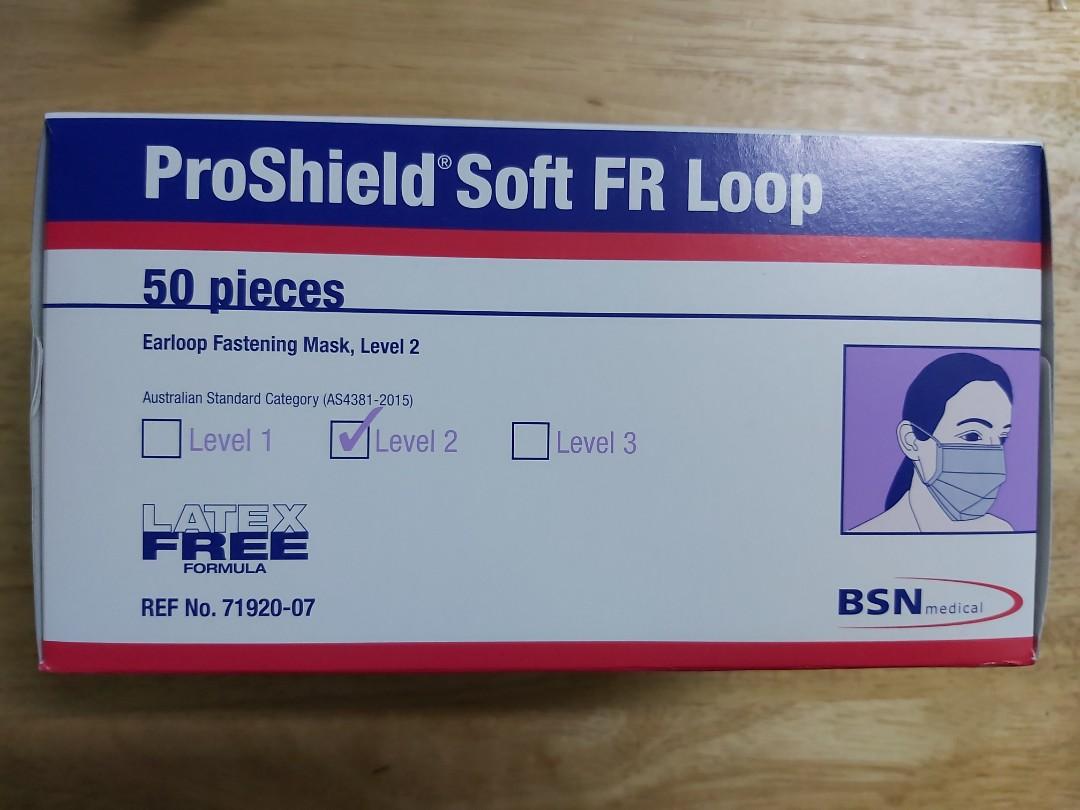 ProShield® Soft FR Loop
50 pieces
Earloop Fastening Mask, Level 2
Australian Standard Category (AS4381-2015)
Level 1 Level 2 Level 3
LATEX
FREE
FORMULA
REF No. 71920-07
BSN medical